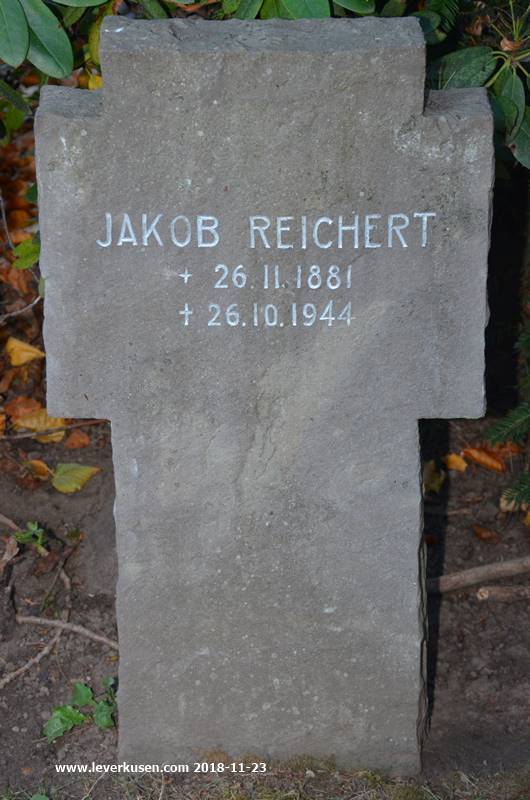 JAKOB REICHERT
+ 26.11.1881
† 26.10.1944
www.leverkusen.com 2018-11-23